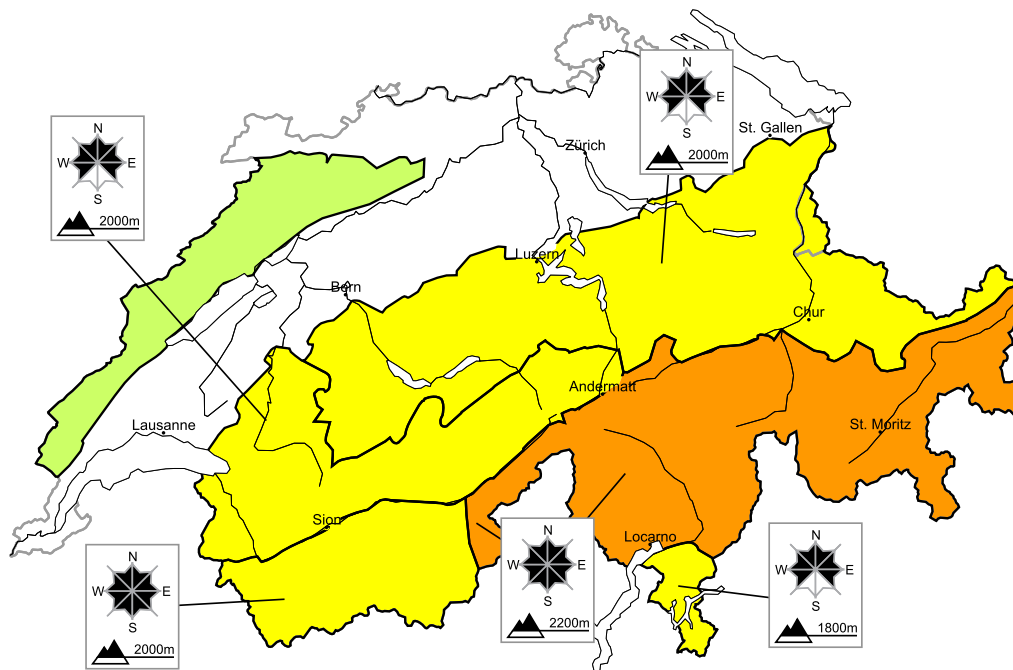 N
W E
S
2000m
N
W E
S
2000m
St. Gallen
Zürich
Luzern
Bern
Chur
Andermatt
Lausanne
St. Moritz
Sion
Locarno
N
W E
S
2000m
N
W E
S
2200m
N
W E
S
1800m